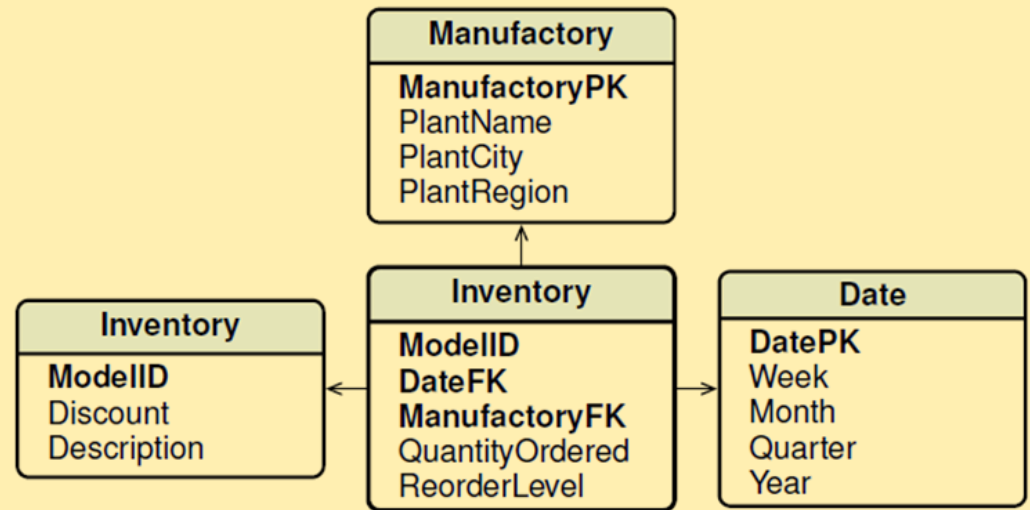 Manufactory
ManufactoryPK
PlantName
PlantCity
PlantRegion
Inventory
ModelID
Discount
Description
Inventory
ModelID
DateFK
ManufactoryFK
QuantityOrdered
ReorderLevel
Date
DatePK
Week
Month
Quarter
Year